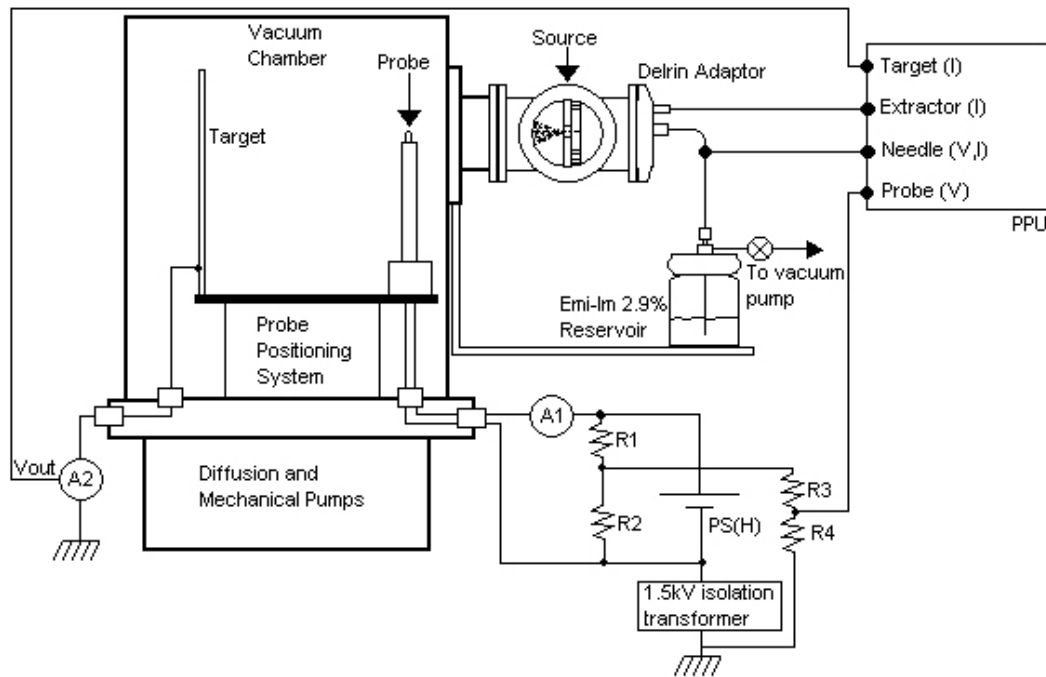 Vacuum
Chamber
Source
Probe
Delrin Adaptor
Target (I)
Extractor (I)
Needle (V,I)
Probe (V)
PPU
Target
To vacuum
pump
Emi-Im 2.9%
Reservoir
Probe
Positioning
System
A1
R1
R2
R3
R4
PS(H)
Vout
A2
Diffusion and
Mechanical Pumps
1.5kV isolation
transformer